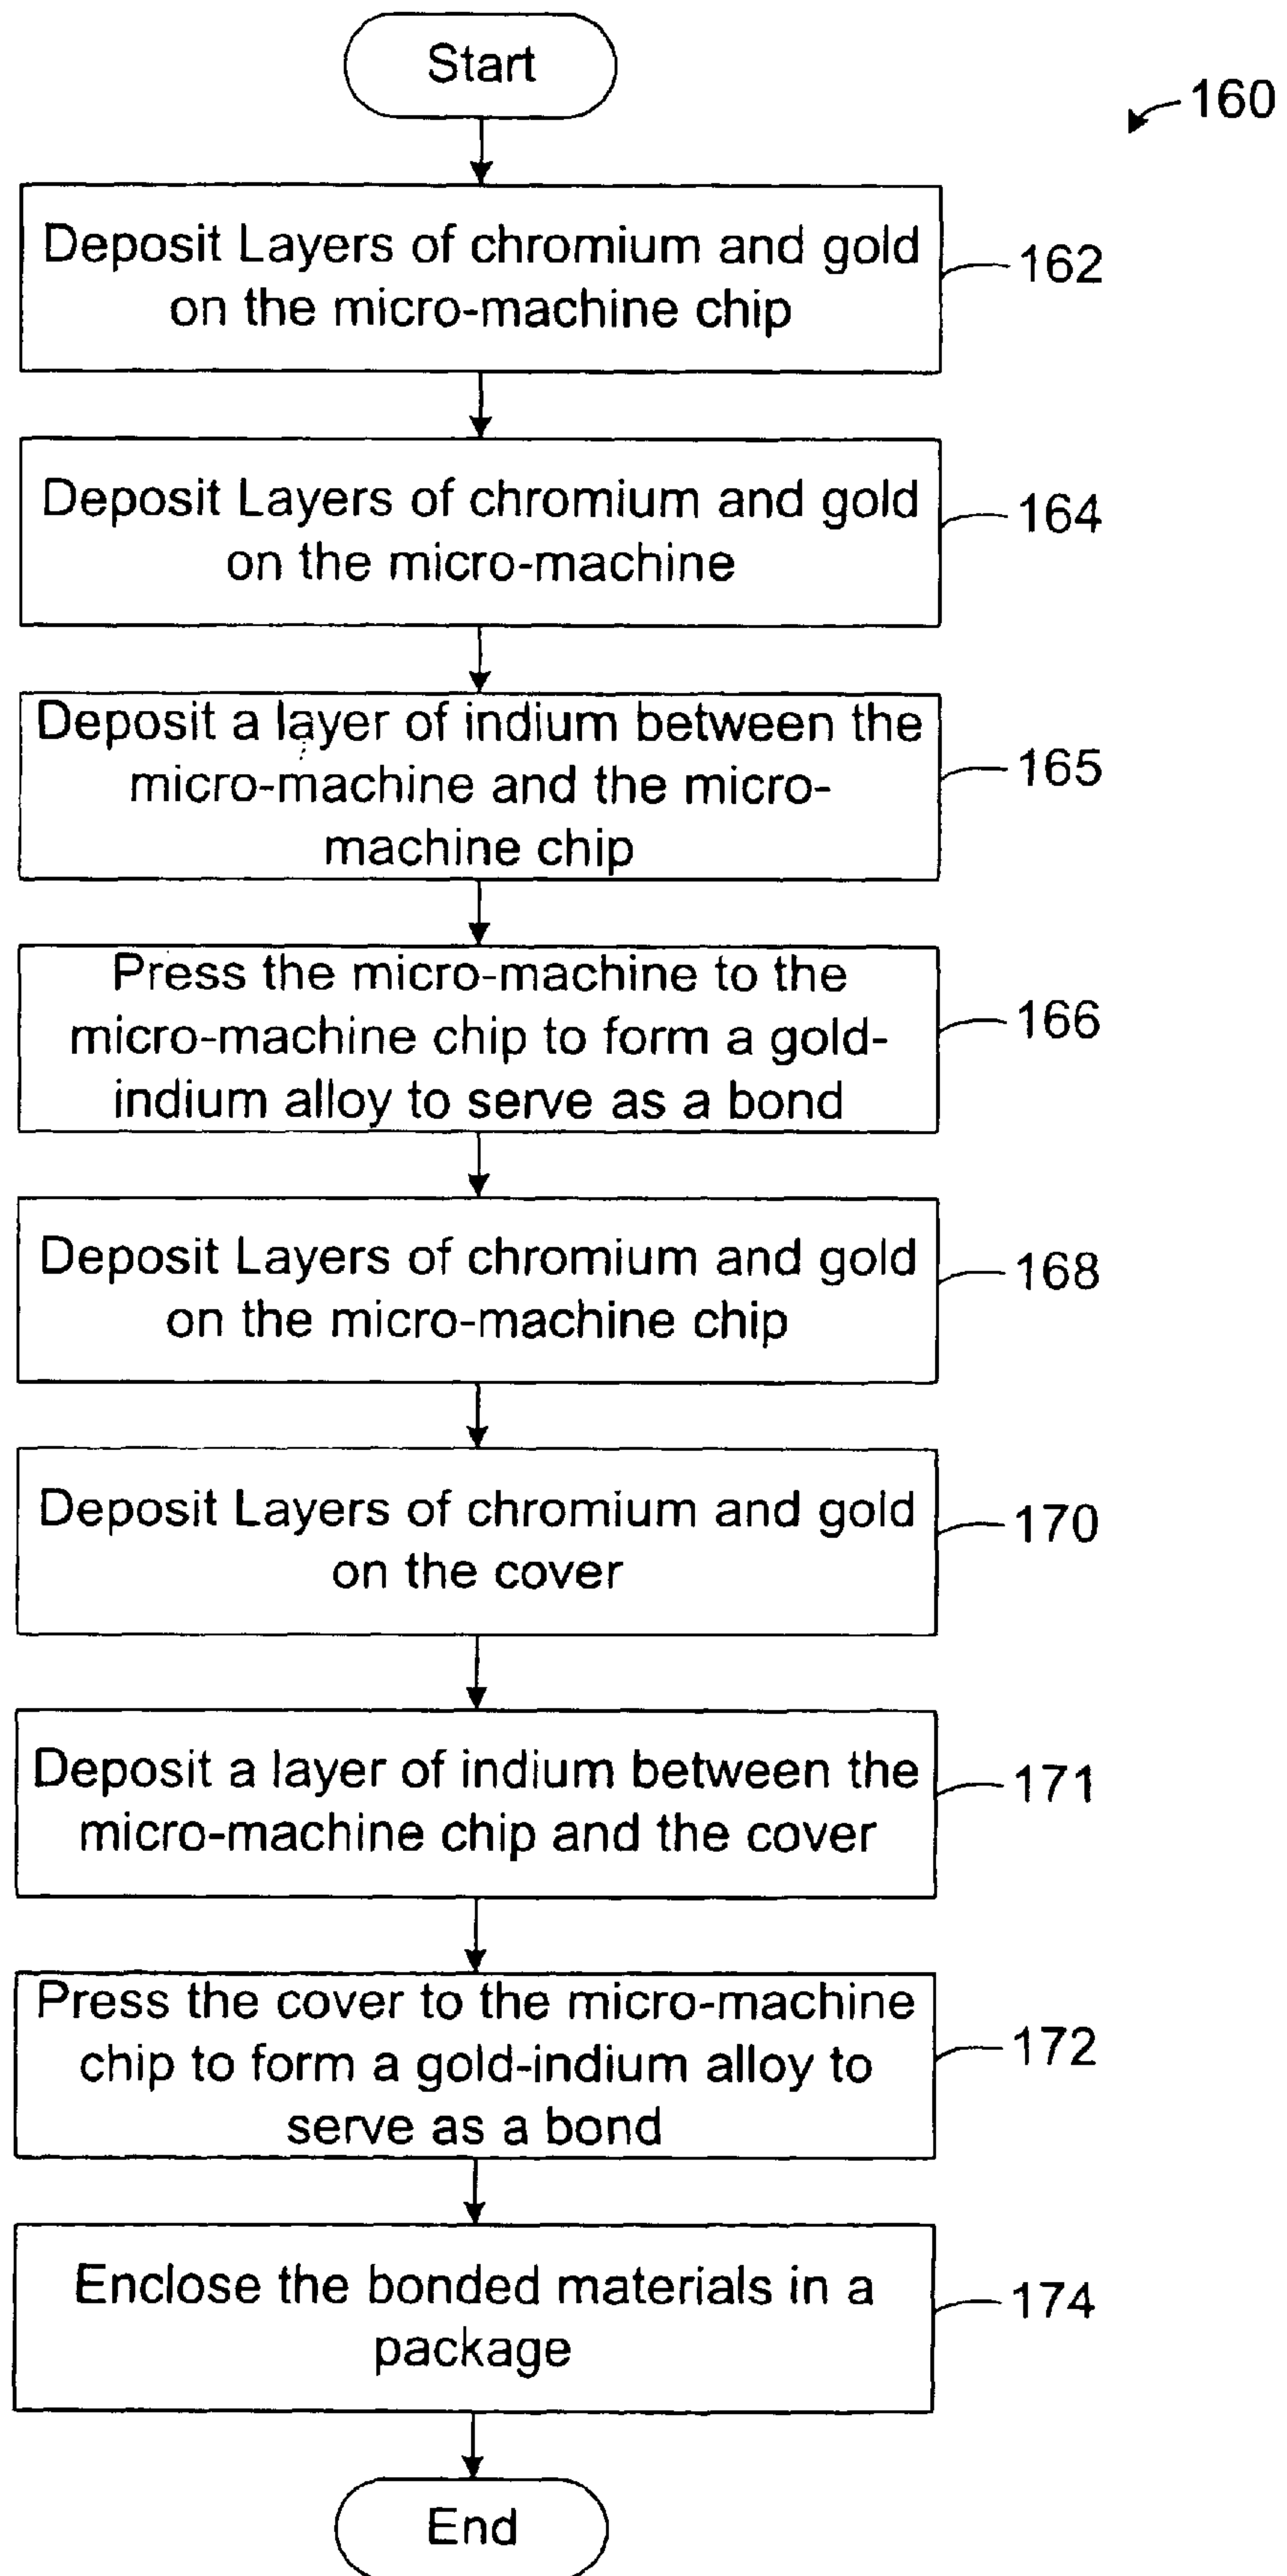 Start
160
Deposit Layers of chromium and gold
on the micro-machine chip
162
Deposit Layers of chromium and gold
on the micro-machine
164
Deposit a layer of indium between the
micro-machine and the micro-
machine chip
165
Press the micro-machine to the
micro-machine chip to form a gold-
indium alloy to serve as a bond
166
Deposit Layers of chromium and gold
on the micro-machine chip
168
Deposit Layers of chromium and gold
on the cover
170
Deposit a layer of indium between the
micro-machine chip and the cover
171
Press the cover to the micro-machine
chip to form a gold-indium alloy to
serve as a bond
172
Enclose the bonded materials in a
package
174
End